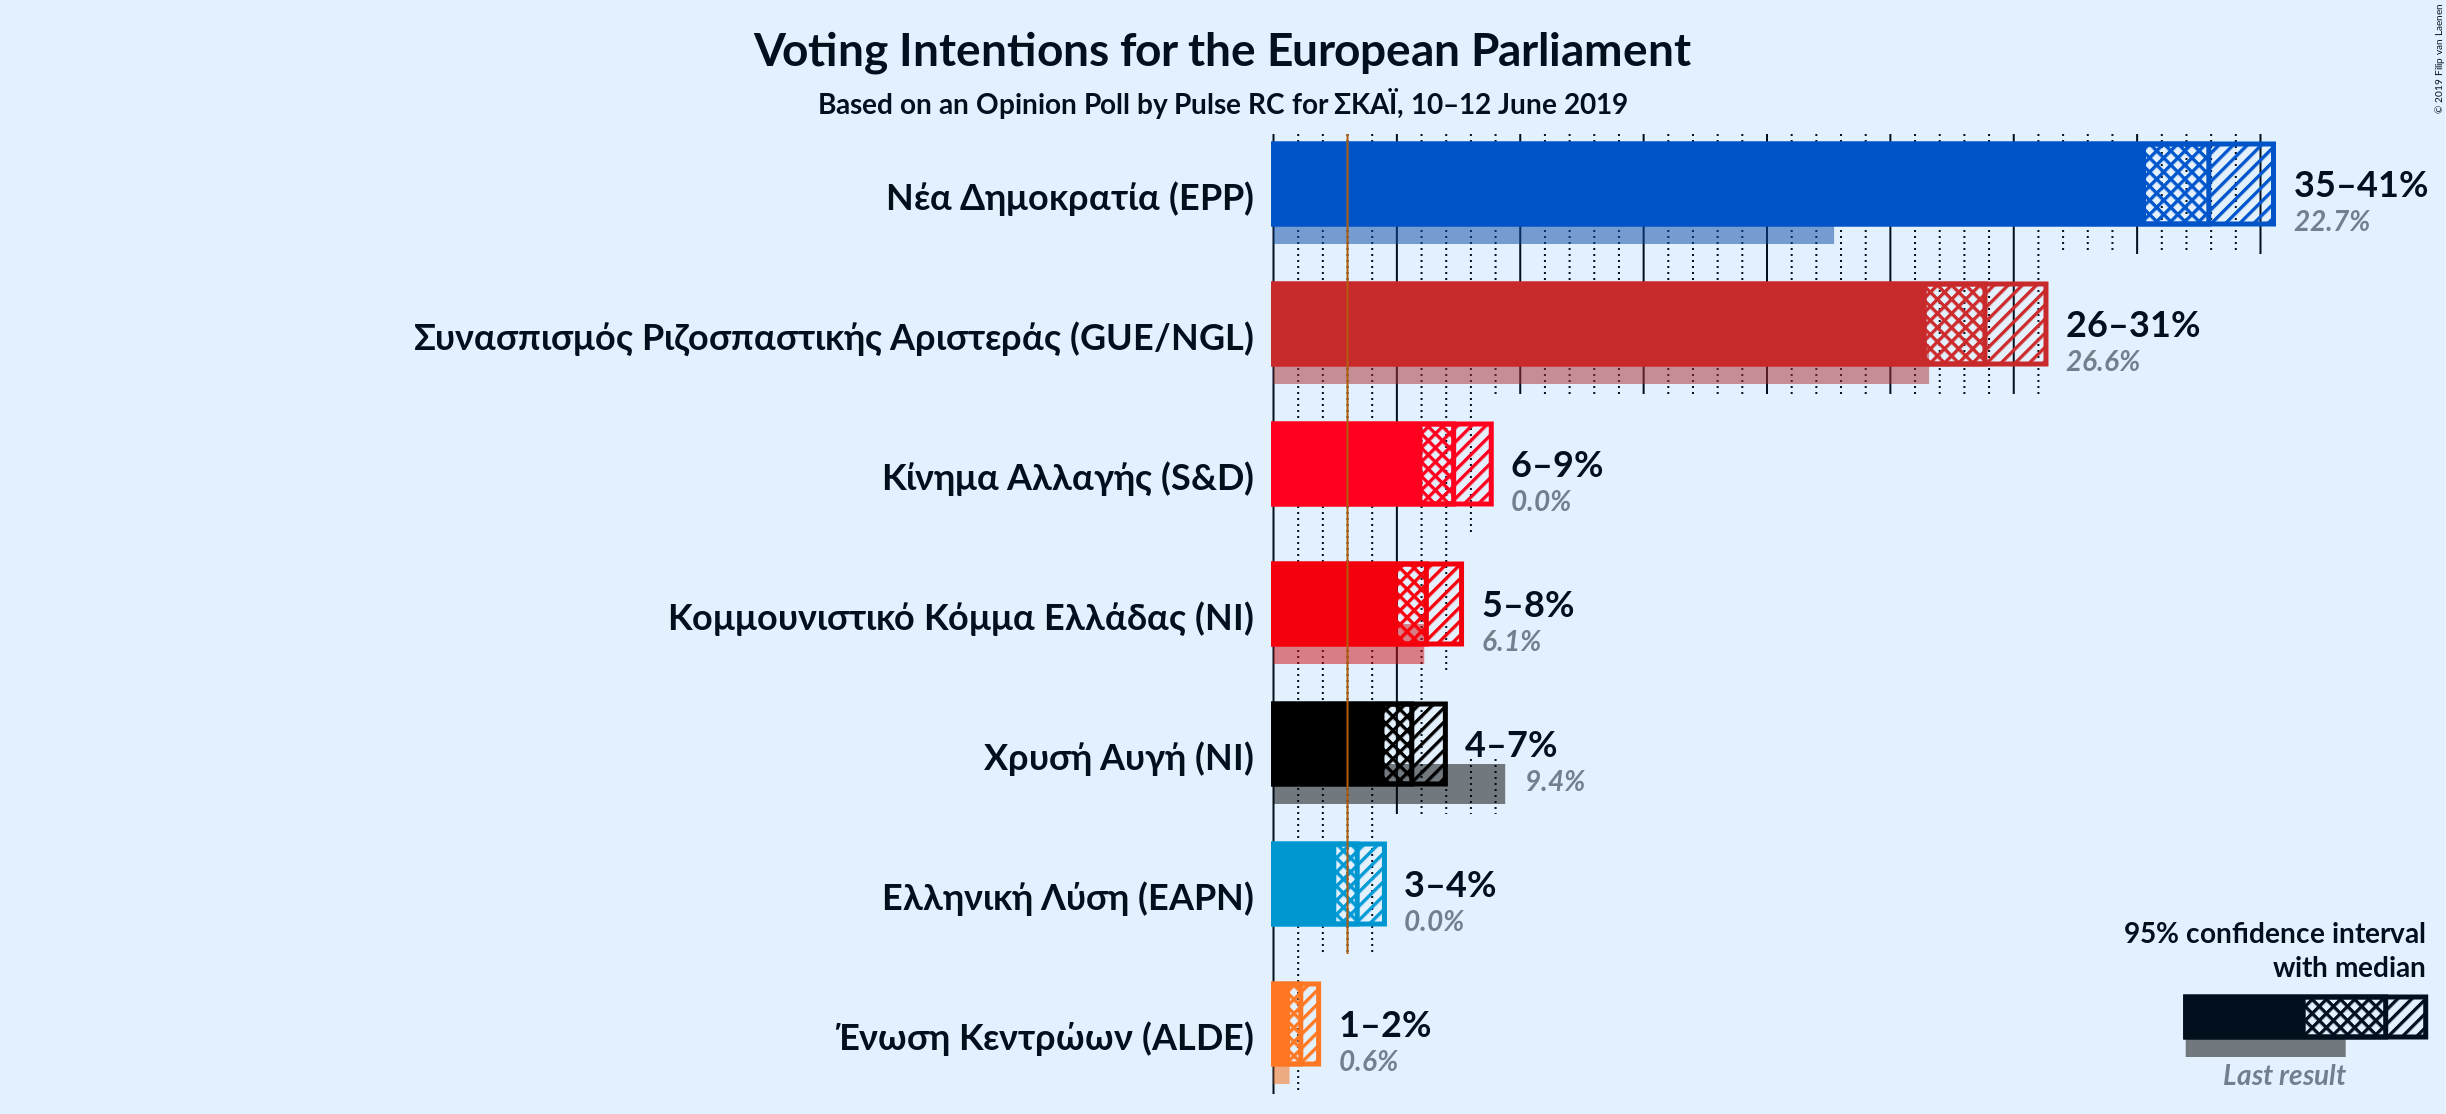 Voting Intentions for the European Parliament
Based on an Opinion Poll by Pulse RC for ΣΚΑΪ, 10–12 June 2019
© 2019 Filip van Laenen
Νέα Δημοκρατία (EPP)
35–41%
22.7%
Συνασπισμός Ριζοσπαστικής Αριστεράς (GUE/NGL)
26–31%
26.6%
Κίνημα Αλλαγής (S&D)
6–9%
0.0%
Κομμουνιστικό Κόμμα Ελλάδας (NI)
5–8%
6.1%
Χρυσή Αυγή (NI)
4–7%
9.4%
Ελληνική Λύση (EAPN)
3–4%
0.0%
Ένωση Κεντρώων (ALDE)
1–2%
0.6%
95% confidence interval
with median
Last result